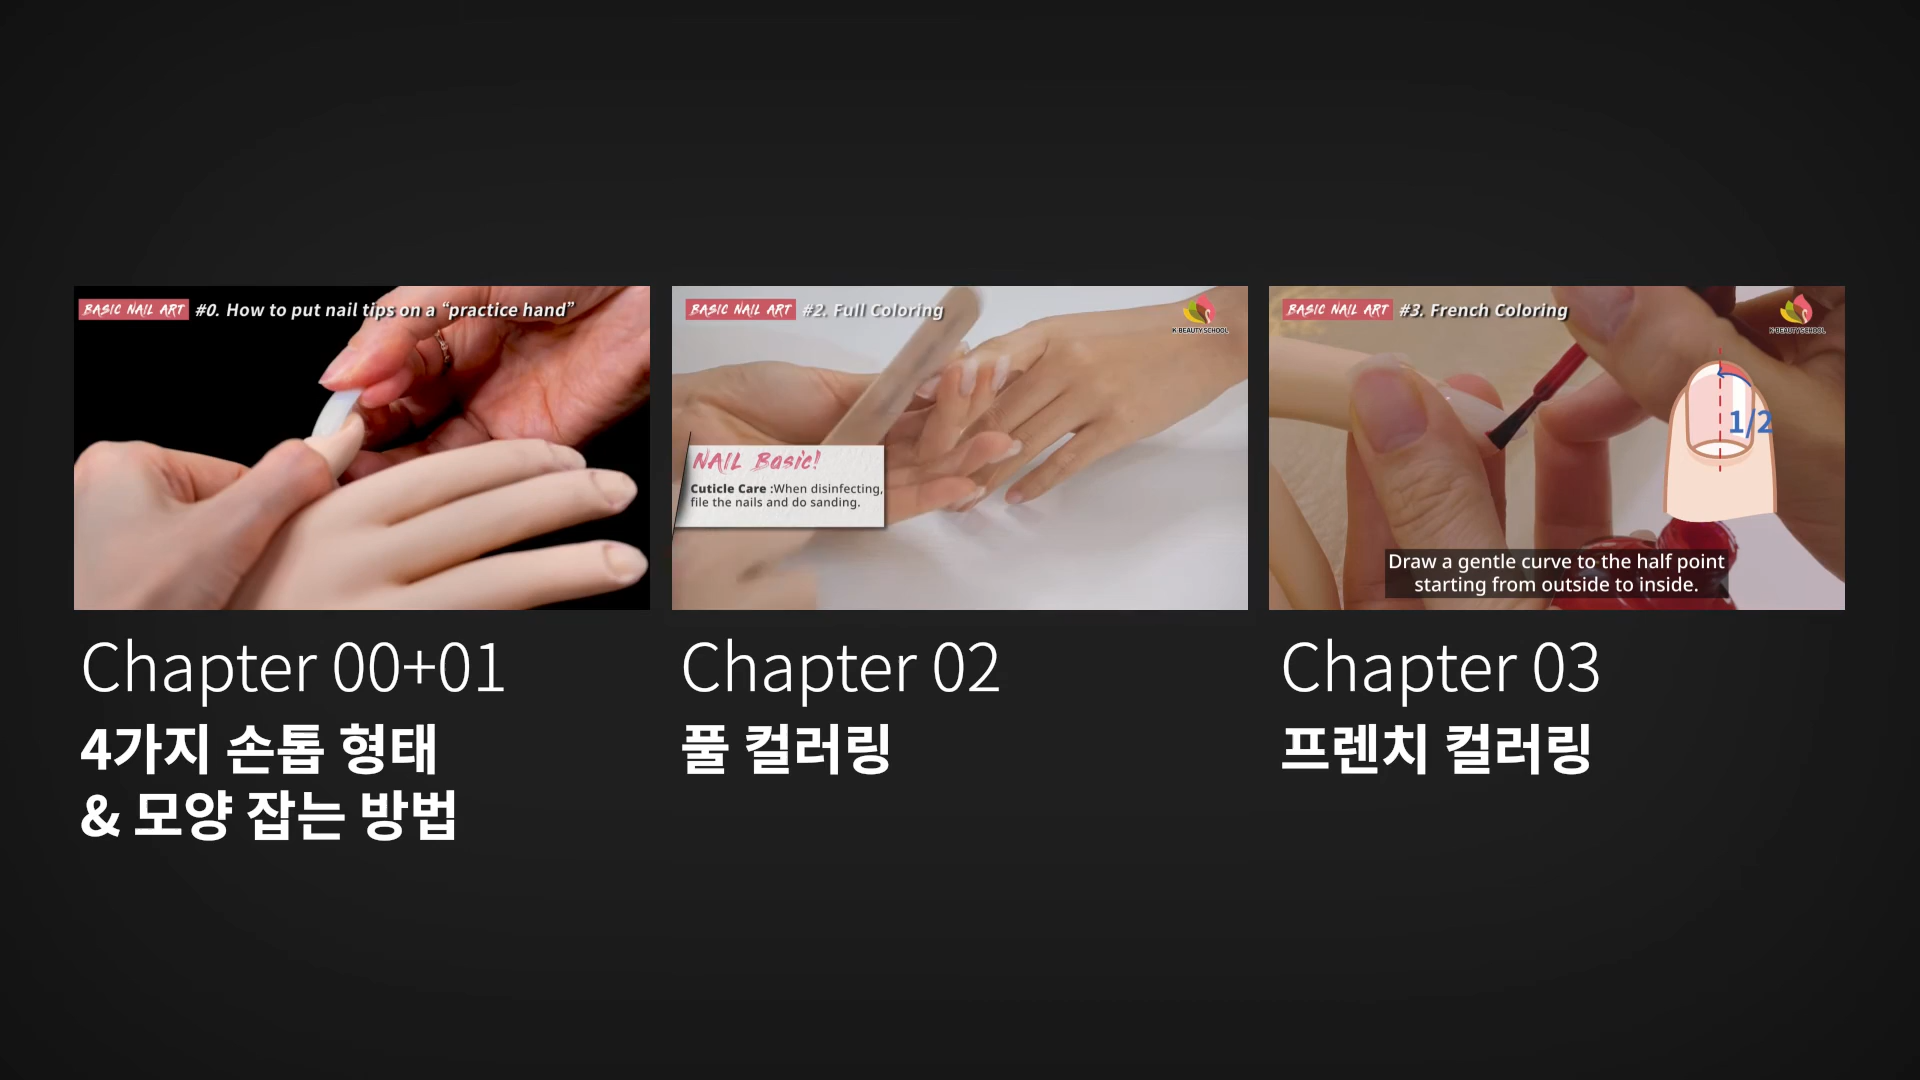 BASIC NAIL ART #0. How to put nail tips on a “practice hand”
BASIC NAIL ART #2. Full Coloring
K-BEAUTY SCHOOL
NAIL Basic!
Cuticle Care :When disinfecting,
file the nails and do sanding.
BASIC NAIL ART #3. French Coloring
K-BEAUTY SCHOOL
1/2
Draw a gentle curve to the half point
starting from outside to inside.
Chapter 00+01
4가지 손톱 형태
& 모양 잡는 방법
Chapter 02
풀 컬러링
Chapter 03
프렌치 컬러링